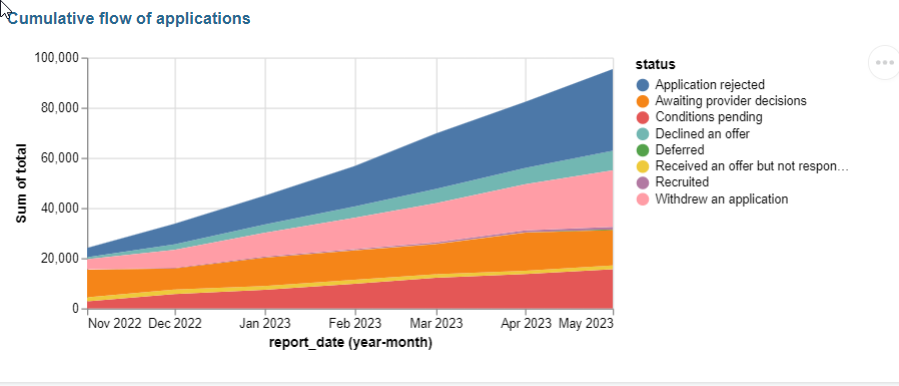 Cumulative flow of applications
100,000
80,000
60,000
40,000
20,000
0
Sum of total
Nov 2022 Dec 2022 Jan 2023 Feb 2023 Mar 2023 Apr 2023 May 2023
report_date (year-month)
status
Application rejected
Awaiting provider decisions
Conditions pending
Declined an offer
Deferred
Received an offer but not respon…
Recruited
Withdrew an application